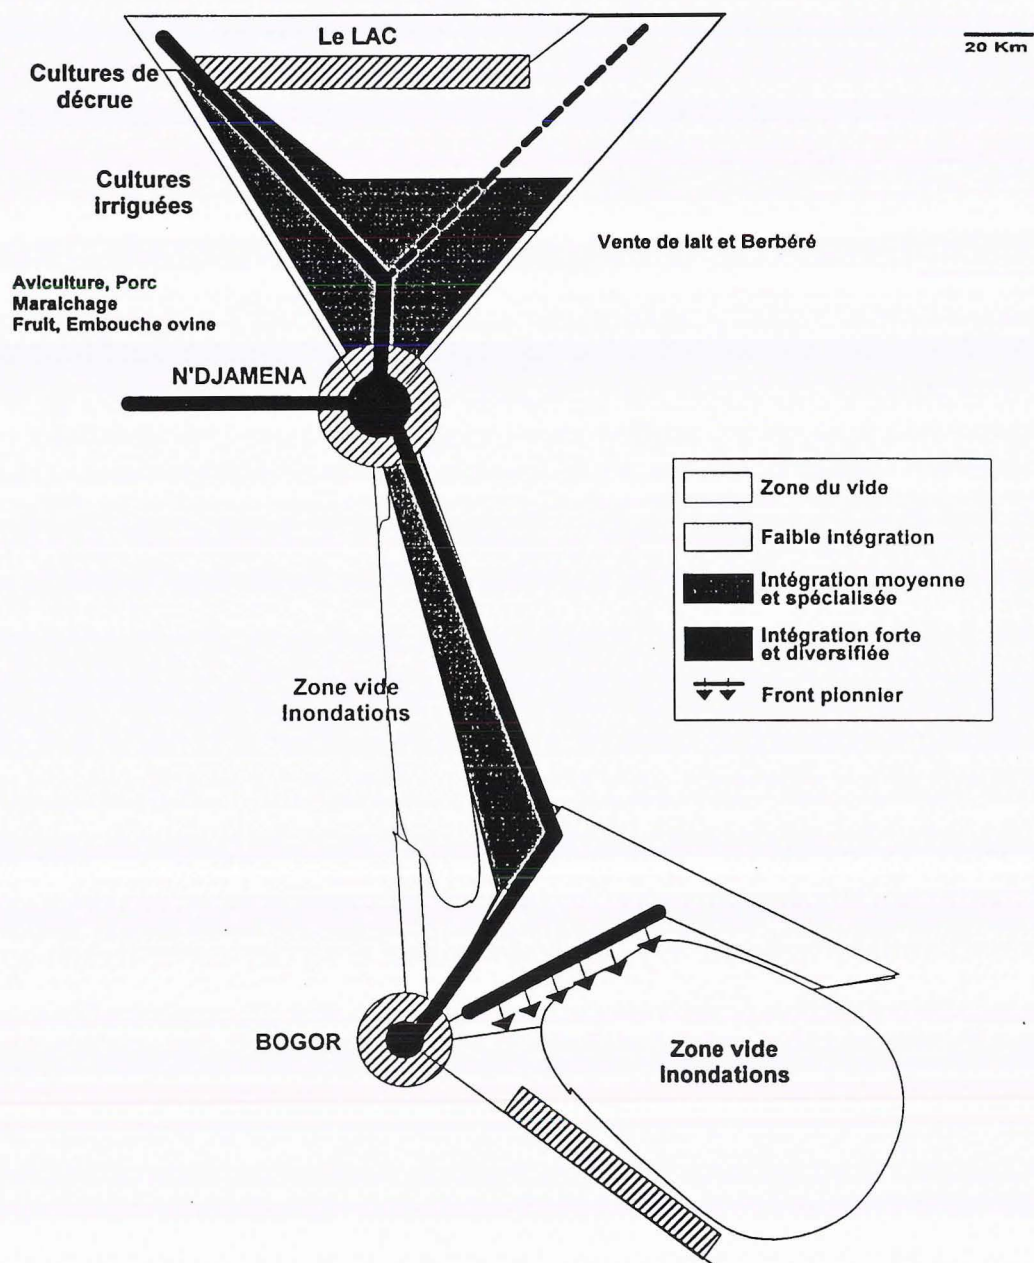 Le LAC
20 Km
Cultures de
décrue
Cultures
irriguées
Vente de lait et Berbéré
Aviculture, Porc
Maraîchage
Fruit, Embouche ovine
N'DJAMENA
Zone du vide
Faible Intégration
Intégration moyenne
et spécialisée
Intégration forte
et diversifiée
Front pionnier
Zone vide
Inondations
BOGOR
Zone vide
Inondations